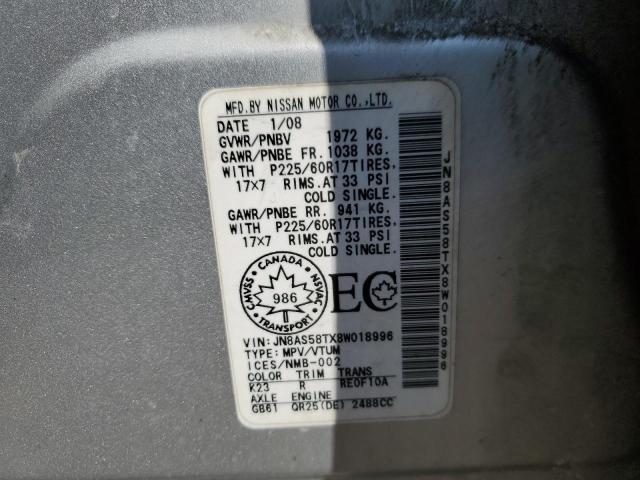 MFD.BY NISSAN MOTOR CO.,LTD.
DATE 1/08
GVWR/PNBV 1972 KG.
GAWR/PNBE FR. 1038 KG.
WITH P225/60R17TIRES.
17x7 RIMS.AT 33 PSI
COLD SINGLE.
GAWR/PNBE RR. 941 KG.
WITH P225/60R17TIRES.
17x7 RIMS.AT 33 PSI
COLD SINGLE.
CANADA
CMVSS
NSVAC
986
TRANSPORT
EC
VIN:JN8AS58TX8W018996
TYPE: MPV/VTUM
ICES/NMB-002
COLOR TRIM TRANS
K23 R RE0F10A
AXLE ENGINE
GB61 QR25(DE) 2488CC
JN8AS58TX8W018996